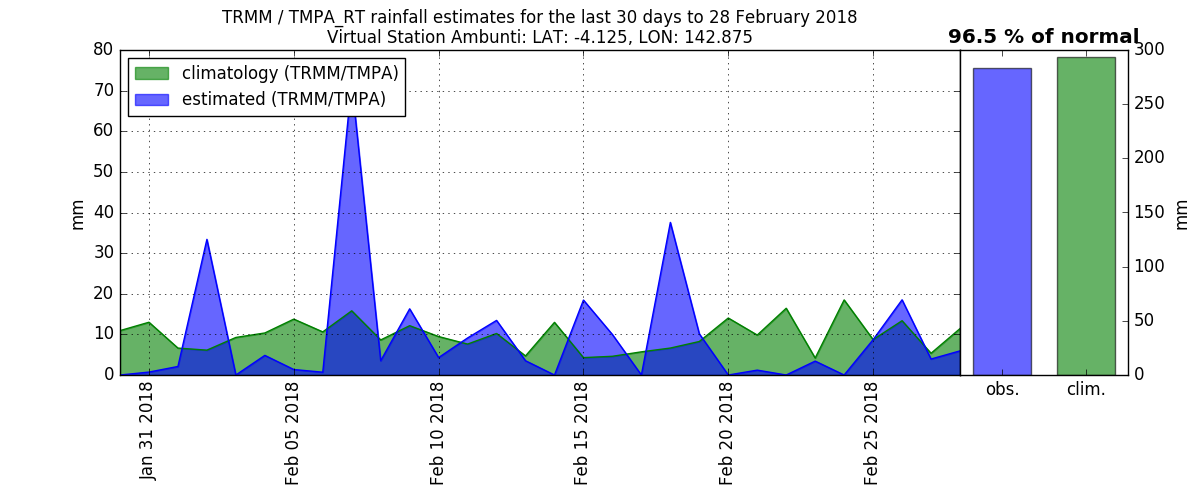 TRMM / TMPA_RT rainfall estimates for the last 30 days to 28 February 2018
Virtual Station Ambunti: LAT: -4.125, LON: 142.875
96.5 % of normal
climatology (TRMM/TMPA)
estimated (TRMM/TMPA)
mm
80
70
60
50
40
30
20
10
0
Jan 31 2018
Feb 05 2018
Feb 10 2018
Feb 15 2018
Feb 20 2018
Feb 25 2018
obs.
clim.
300
250
200
150
100
50
0
mm